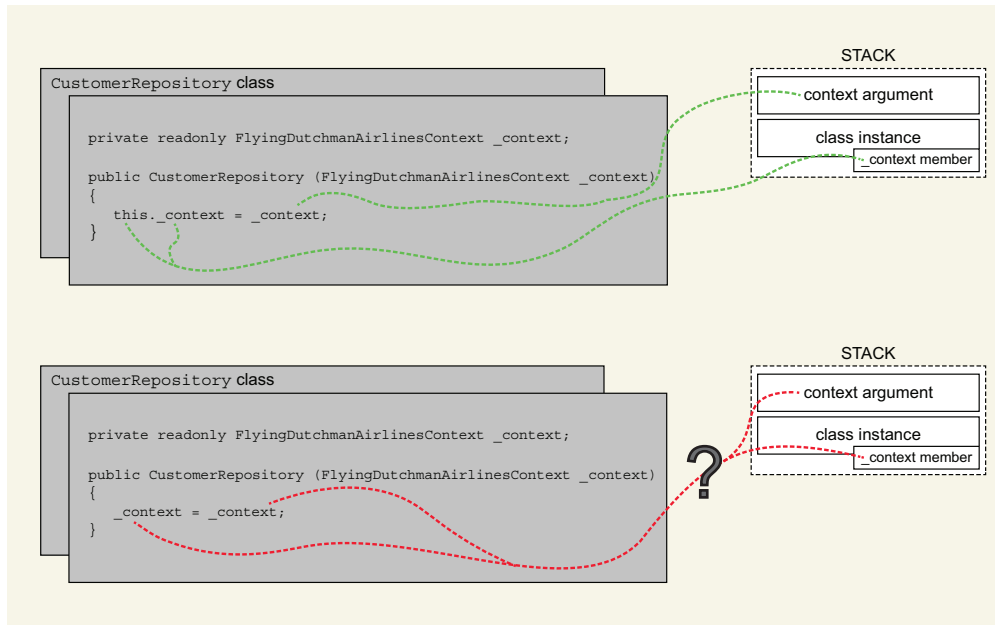 STACK
CustomerRepository class
context argument
class instance
_context member
private readonly FlyingDutchmanAirlinesContext _context;
public CustomerRepository (FlyingDutchmanAirlinesContext _context)
{
this._context = _context;
}
STACK
CustomerRepository class
context argument
class instance
_context member
private readonly FlyingDutchmanAirlinesContext _context;
public CustomerRepository (FlyingDutchmanAirlinesContext _context)
{
_context = _context;
}
?